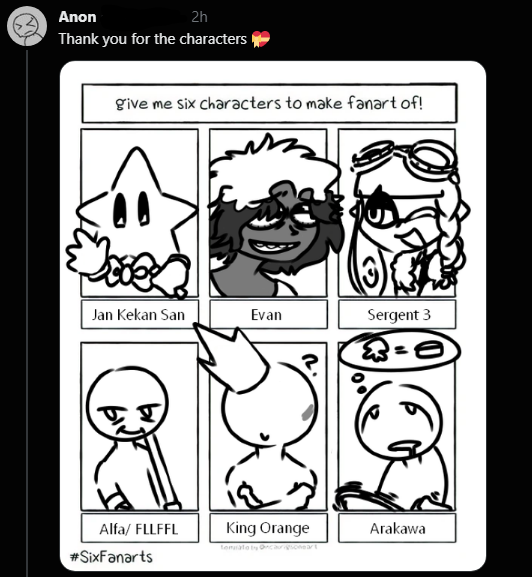 Anon 2h
Thank you for the characters 💝
give me six characters to make fanart of!
Jan Kekan San
Evan
Sergent 3
?
=
Alfa/ FLLFFL
King Orange
Arakawa
#SixFanarts